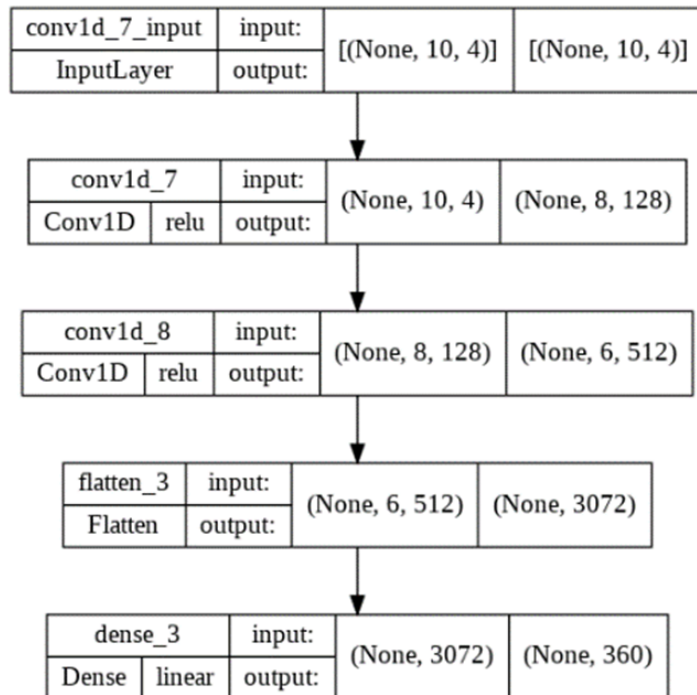 conv1d_7_input input: [(None, 10, 4)] [(None, 10, 4)]
InputLayer output:
conv1d_7 input: (None, 10, 4) (None, 8, 128)
Conv1D relu output:
conv1d_8 input: (None, 8, 128) (None, 6, 512)
Conv1D relu output:
flatten_3 input: (None, 6, 512) (None, 3072)
Flatten output:
dense_3 input: (None, 3072) (None, 360)
Dense linear output: